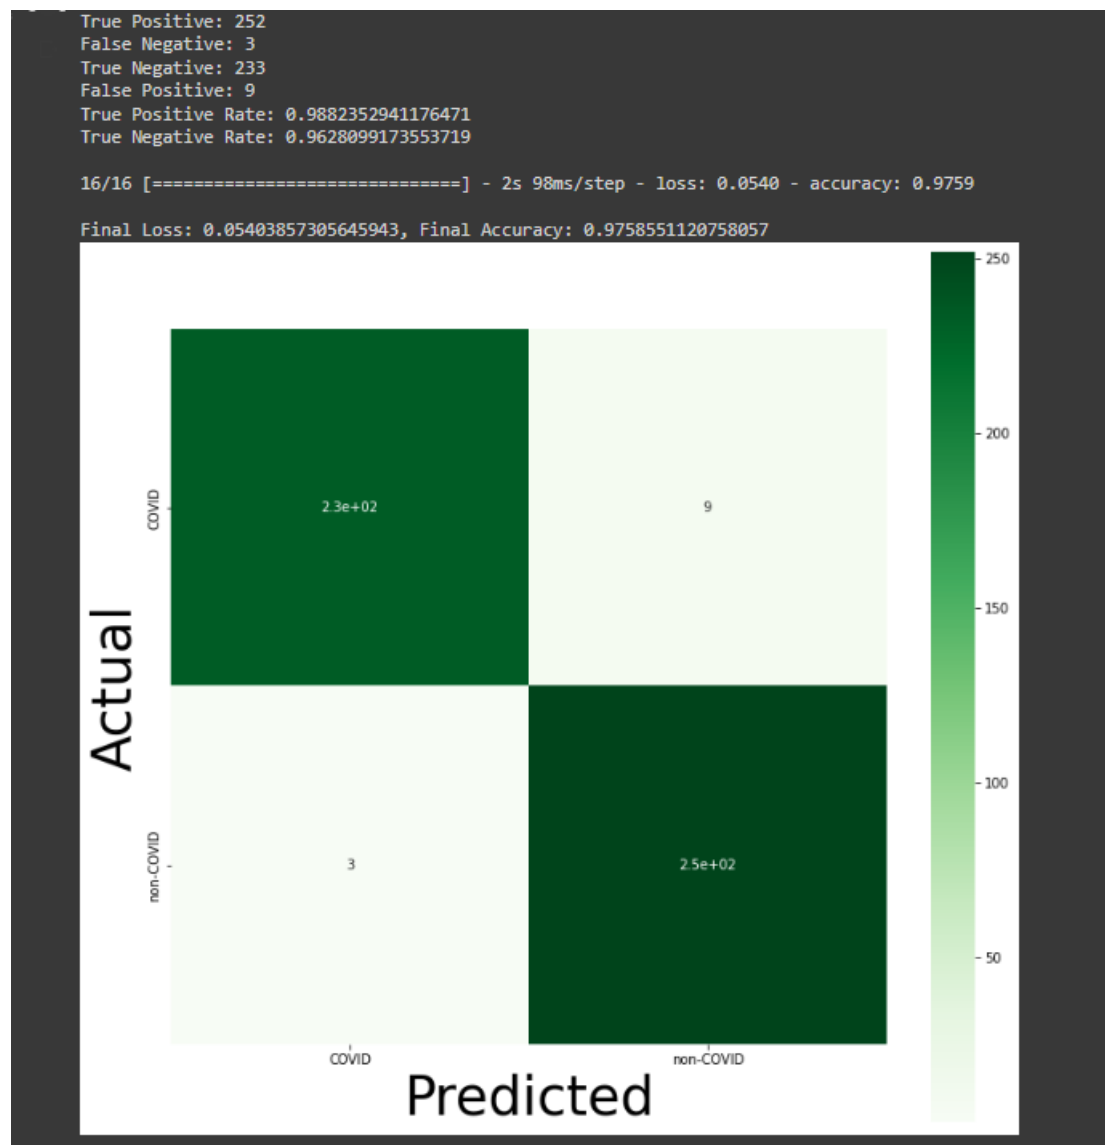 True Positive: 252
False Negative: 3
True Negative: 233
False Positive: 9
True Positive Rate: 0.9882352941176471
True Negative Rate: 0.9628099173553719
16/16 [==============================] - 2s 98ms/step - loss: 0.0540 - accuracy: 0.9759
Final Loss: 0.05403857305645943, Final Accuracy: 0.9758551120758057
250
200
150
100
50
Actual
COVID
non-COVID
2.3e+02
9
3
2.5e+02
COVID
non-COVID
Predicted